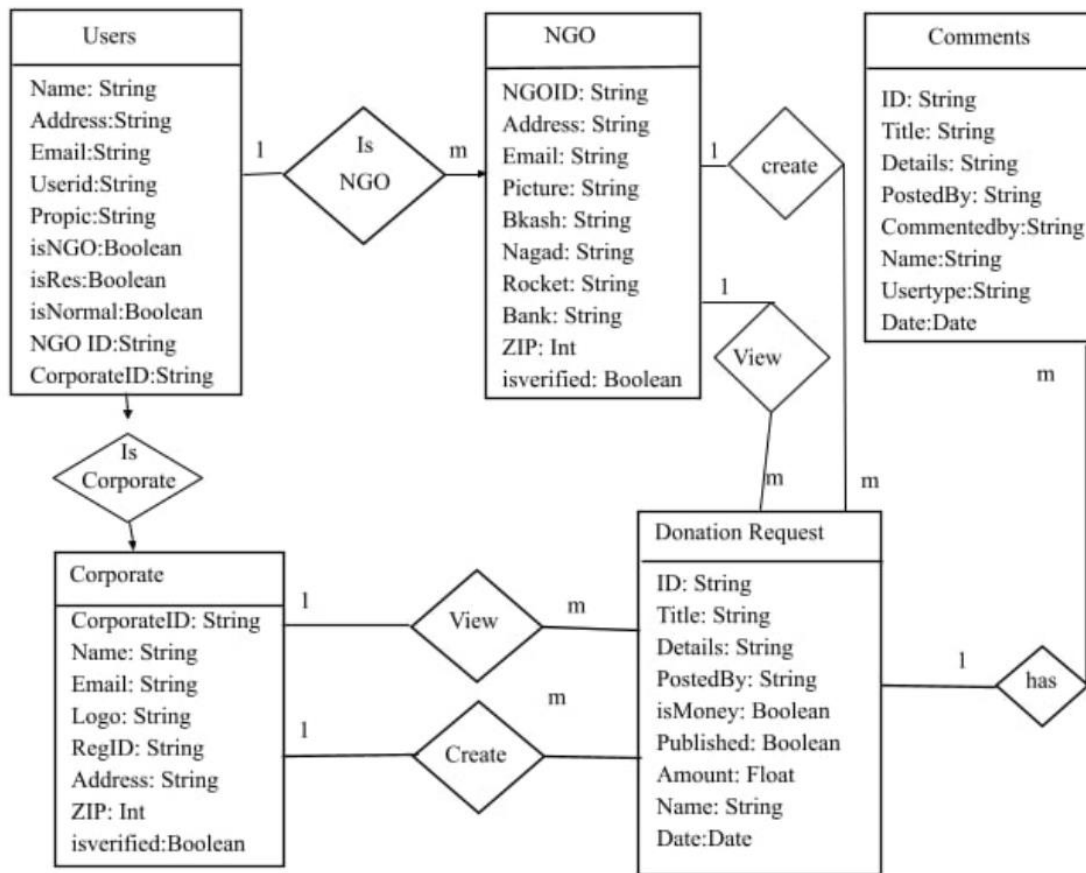 Users
Name: String
Address:String
Email:String
Userid:String
Propic:String
isNGO:Boolean
isRes:Boolean
isNormal:Boolean
NGO ID:String
CorporateID:String
1
Is
NGO
m
NGO
NGOID: String
Address: String
Email: String
Picture: String
Bkash: String
Nagad: String
Rocket: String
Bank: String
ZIP: Int
isverified: Boolean
1
create
m
1
View
m
Comments
ID: String
Title: String
Details: String
PostedBy: String
Commentedby:String
Name:String
Usertype:String
Date:Date
m
Is
Corporate
Corporate
CorporateID: String
Name: String
Email: String
Logo: String
RegID: String
Address: String
ZIP: Int
isverified:Boolean
1
View
m
1
Create
m
Donation Request
ID: String
Title: String
Details: String
PostedBy: String
isMoney: Boolean
Published: Boolean
Amount: Float
Name: String
Date:Date
1
has